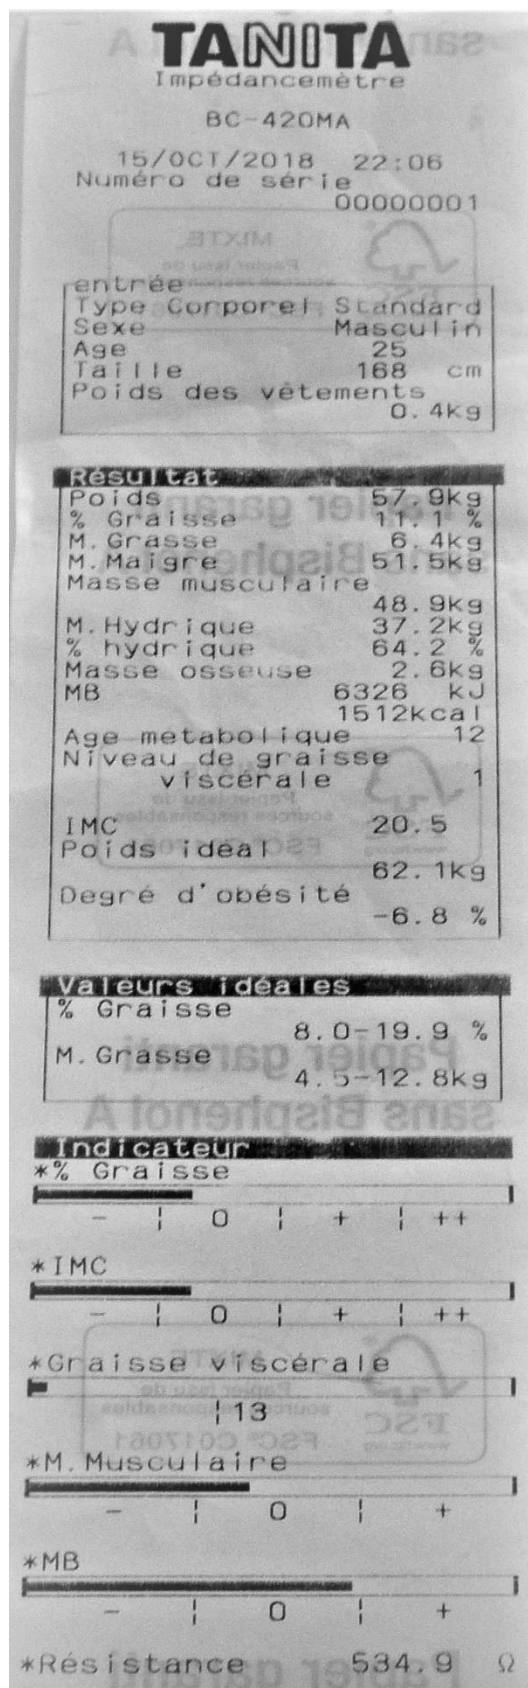 TANITA
Impédancemètre
BC-420MA
15/OCT/2018 22:06
Numéro de série
00000001
entrée
Type Corporel Standard
Sexe Masculin
Age 25
Taille 168 cm
Poids des vêtements
0.4kg
Résultat
Poids 57.9kg
% Graisse 11.1 %
M.Grasse 6.4kg
M.Maigre 51.5kg
Masse musculaire
48.9kg
M.Hydrique 37.2kg
% hydrique 64.2 %
Masse osseuse 2.6kg
MB 6326 kJ
1512kcal
Age métabolique 12
Niveau de graisse
viscérale 1
IMC 20.5
Poids idéal
62.1kg
Degré d'obésité
-6.8 %
Valeurs idéales
% Graisse
8.0-19.9 %
M.Grasse
4.5-12.8kg
Indicateur
*% Graisse
- ¦ 0 ¦ + ¦ ++
*IMC
- ¦ 0 ¦ + ¦ ++
*Graisse viscérale
¦13
*M.Musculaire
- ¦ 0 ¦ +
*MB
- ¦ 0 ¦ +
*Résistance 534.9 Ω